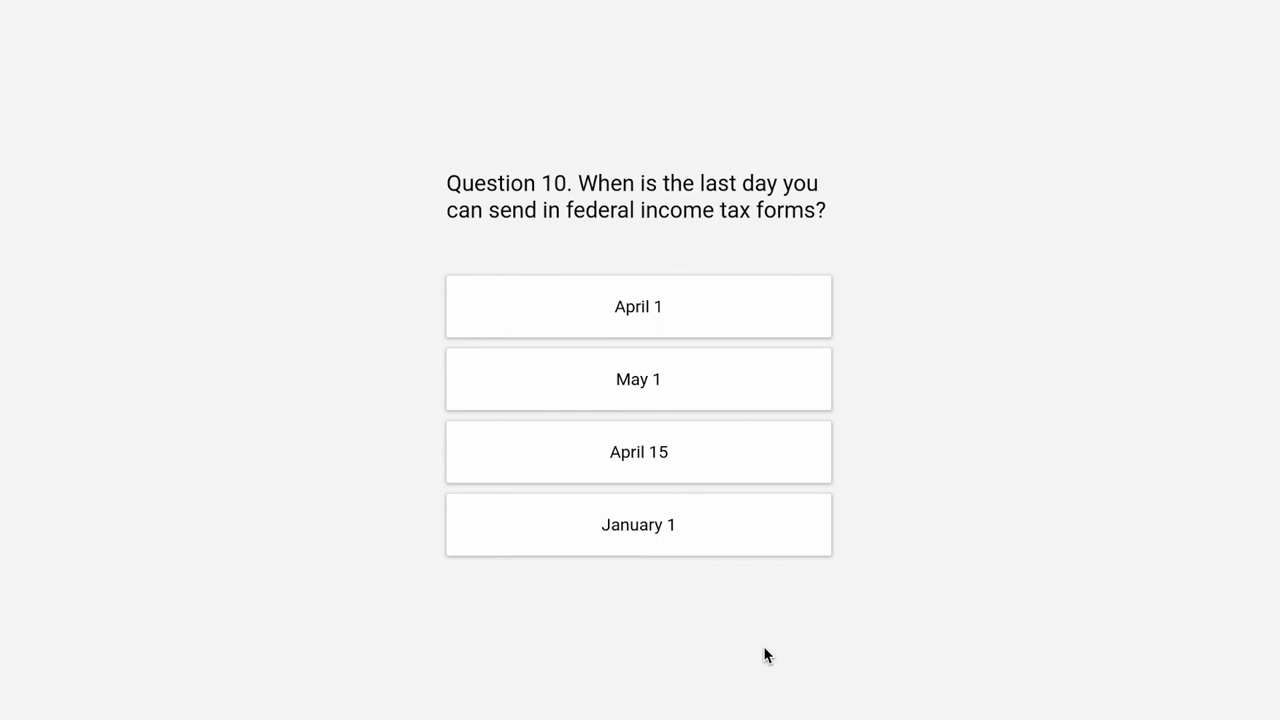 Question 10. When is the last day you
can send in federal income tax forms?
April 1
May 1
April 15
January 1